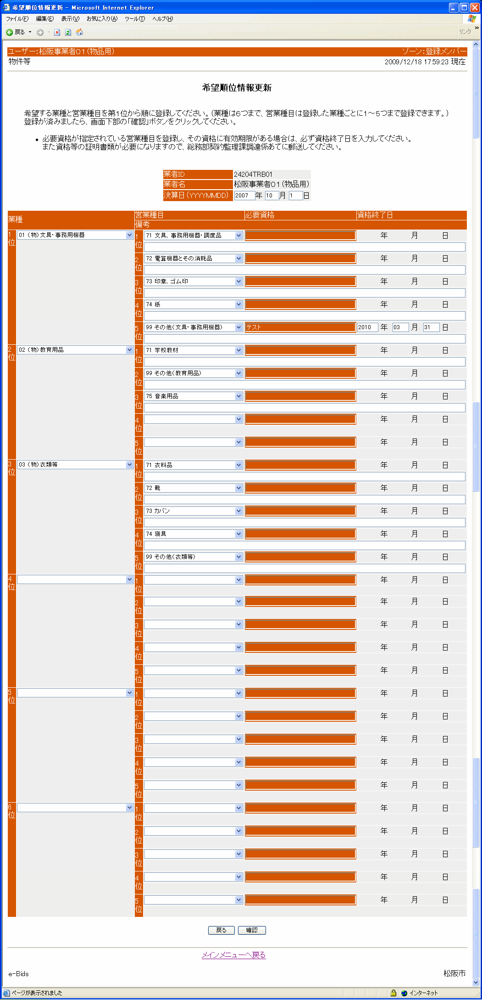 希望順位情報更新 - Microsoft Internet Explorer
ファイル(F) 編集(E) 表示(V) お気に入り(A) ツール(T) ヘルプ(H)
戻る リンク »
ユーザー：松阪事業者01（物品用） ゾーン：登録メンバー
物件等 2009/12/18 17:59:23 現在
希望順位情報更新
希望する業種と営業種目を第1位から順に登録してください。（業種は6つまで、営業種目は登録した業種ごとに1～5つまで登録できます。）
登録が済みましたら、画面下部の「確認」ボタンをクリックしてください。
• 必要資格が指定されている営業種目を登録し、その資格に有効期限がある場合は、必ず資格終了日を入力してください。
また資格等の証明書類が必要になりますので、総務部契約監理課調達係あてに郵送してください。
業者ID 24204TRB01
業者名 松阪事業者01（物品用）
決算日（YYYYMMDD） 2007 年 10 月 1 日
業種 営業種目 必要資格 資格終了日
備考
1位 01 （物）文具・事務用機器 1位 71 文具、事務用機器・調度品 年 月 日
2位 72 電算機器とその消耗品 年 月 日
3位 73 印章、ゴム印 年 月 日
4位 74 紙 年 月 日
5位 99 その他（文具・事務用機器） テスト 2010 年 03 月 31 日
2位 02 （物）教育用品 1位 71 学校教材 年 月 日
2位 99 その他（教育用品） 年 月 日
3位 75 音楽用品 年 月 日
4位 年 月 日
5位 年 月 日
3位 03 （物）衣類等 1位 71 衣料品 年 月 日
2位 72 靴 年 月 日
3位 73 カバン 年 月 日
4位 74 寝具 年 月 日
5位 99 その他（衣類等） 年 月 日
4位 1位 年 月 日
2位 年 月 日
3位 年 月 日
4位 年 月 日
5位 年 月 日
5位 1位 年 月 日
2位 年 月 日
3位 年 月 日
4位 年 月 日
5位 年 月 日
6位 1位 年 月 日
2位 年 月 日
3位 年 月 日
4位 年 月 日
5位 年 月 日
戻る 確認
メインメニューへ戻る
e-Bids 松阪市
ページが表示されました インターネット